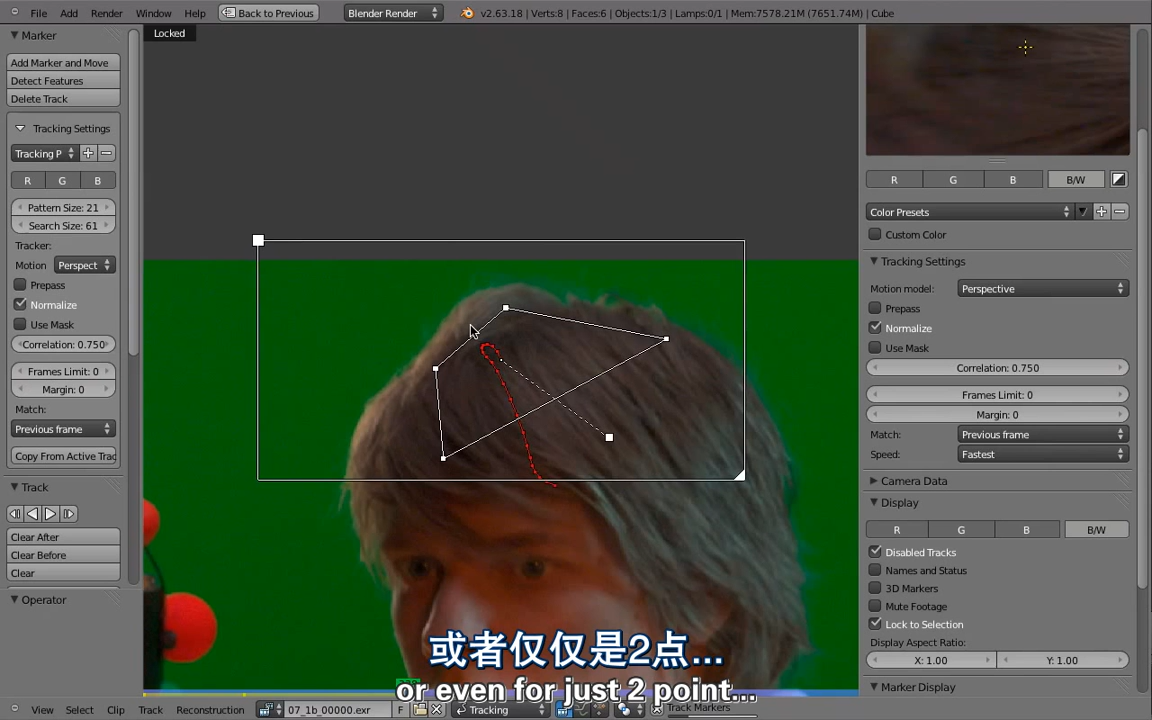 File Add Render Window Help Back to Previous Blender Render v2.63.18 | Verts:8 | Faces:6 | Objects:1/3 | Lamps:0/1 | Mem:7578.21M (7651.74M) | Cube
Marker
Locked
Add Marker and Move
Detect Features
Delete Track
Tracking Settings
Tracking P
R G B
Pattern Size: 21
Search Size: 61
Tracker:
Motion Perspect
Prepass
Normalize
Use Mask
Correlation: 0.750
Frames Limit: 0
Margin: 0
Match:
Previous frame
Copy From Active Trac
Track
Clear After
Clear Before
Clear
Operator
R G B B/W
Color Presets
Custom Color
Tracking Settings
Motion model: Perspective
Prepass
Normalize
Use Mask
Correlation: 0.750
Frames Limit: 0
Margin: 0
Match: Previous frame
Speed: Fastest
Camera Data
Display
R G B B/W
Disabled Tracks
Names and Status
3D Markers
Mute Footage
Lock to Selection
Display Aspect Ratio:
X: 1.00 Y: 1.00
Marker Display
或者仅仅是2点...
or even for just 2 point...
View Select Clip Track Reconstruction 07_1b_00000.exr F Tracking Track Markers